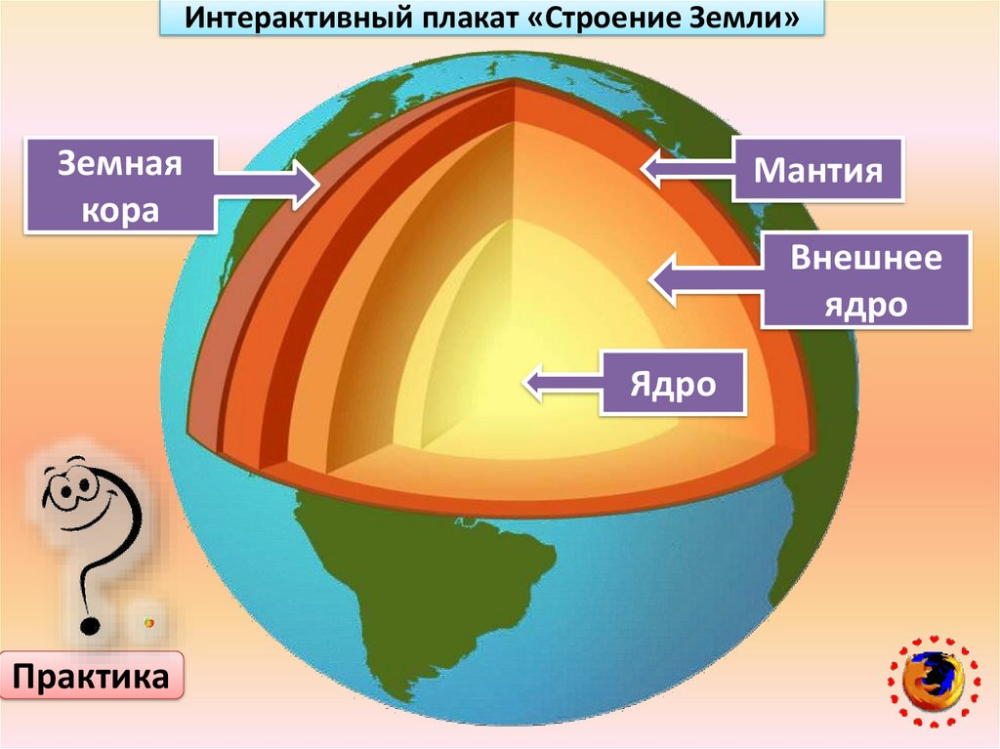 Интерактивный плакат «Строение Земли»
Земная
кора
Мантия
Внешнее
ядро
Ядро
Практика